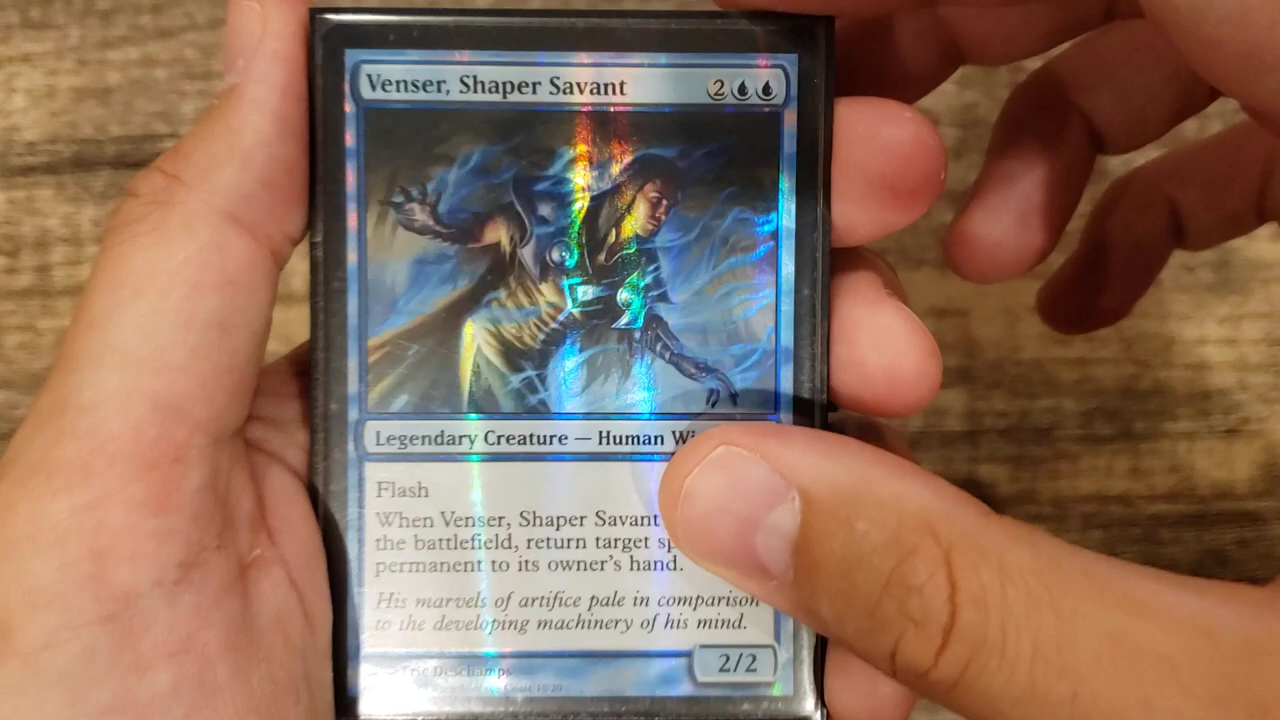 Venser, Shaper Savant 2
Legendary Creature — Human Wi
Flash
When Venser, Shaper Savant
the battlefield, return target sp
permanent to its owner's hand.
His marvels of artifice pale in comparison
to the developing machinery of his mind.
Eric Deschamps
2/2